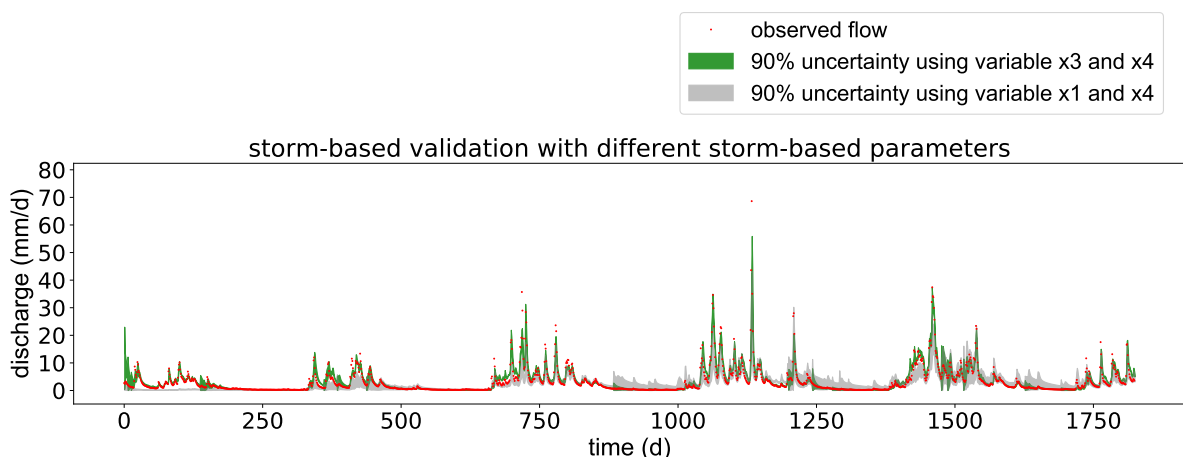 observed flow
90% uncertainty using variable x3 and x4
90% uncertainty using variable x1 and x4
storm-based validation with different storm-based parameters
80
70
60
50
40
30
20
10
0
discharge (mm/d)
0 250 500 750 1000 1250 1500 1750
time (d)